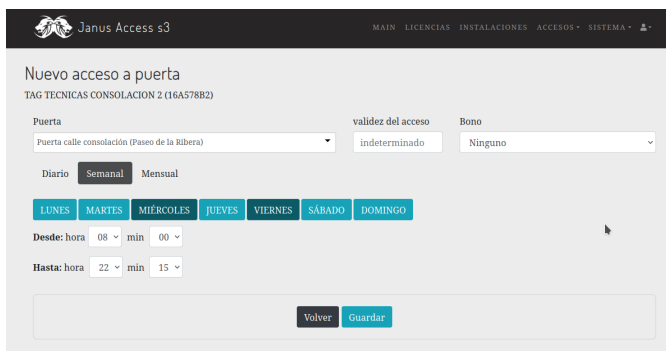 Janus Access s3
MAIN LICENCIAS INSTALACIONES ACCESOS SISTEMA
Nuevo acceso a puerta
TAG TECNICAS CONSOLACION 2 (16A578B2)
Puerta validez del acceso Bono
Puerta calle consolación (Paseo de la Ribera) indeterminado Ninguno
Diario Semanal Mensual
LUNES MARTES MIÉRCOLES JUEVES VIERNES SÁBADO DOMINGO
Desde: hora 08 min 00
Hasta: hora 22 min 15
Volver Guardar